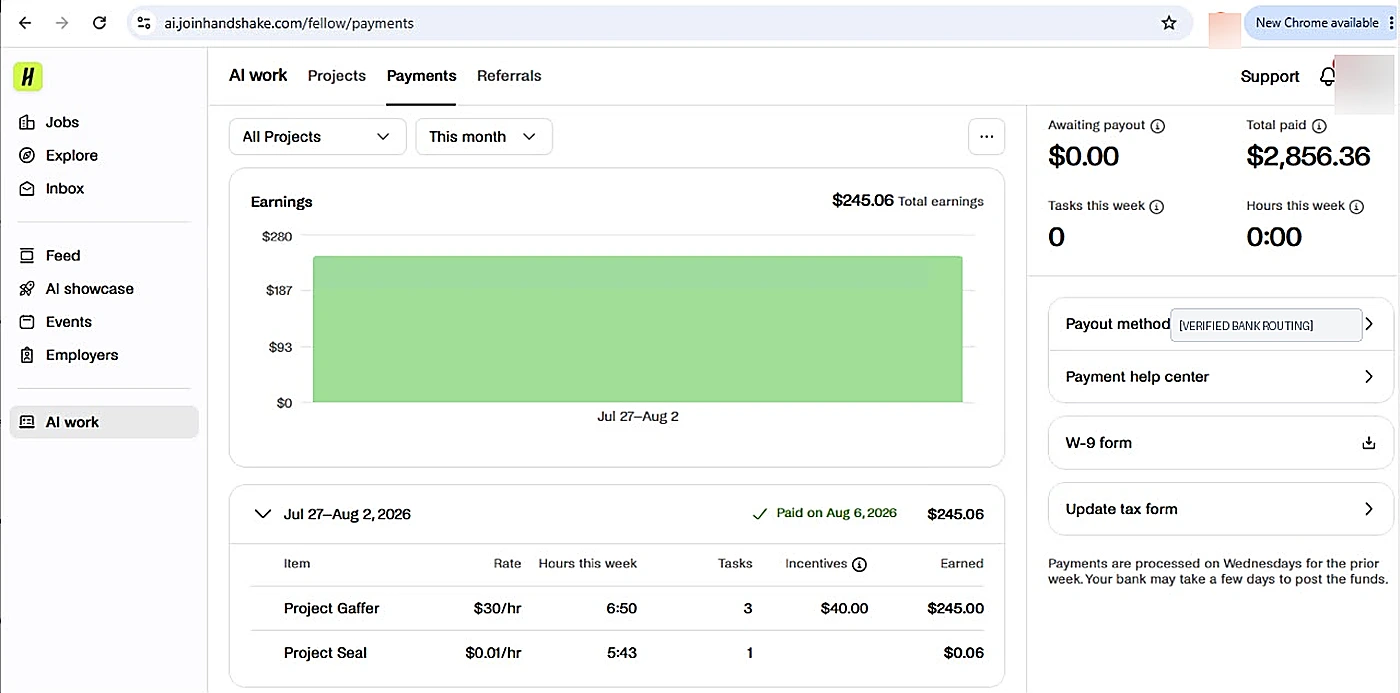 ai.joinhandshake.com/fellow/payments
New Chrome available
H
AI work Projects Payments Referrals
Support
Jobs
Explore
Inbox
Feed
AI showcase
Events
Employers
AI work
All Projects
This month
...
Earnings
$245.06 Total earnings
$280
$187
$93
$0
Jul 27–Aug 2
Jul 27–Aug 2, 2026 Paid on Aug 6, 2026 $245.06
Item Rate Hours this week Tasks Incentives Earned
Project Gaffer $30/hr 6:50 3 $40.00 $245.00
Project Seal $0.01/hr 5:43 1 $0.06
Awaiting payout Total paid
$0.00 $2,856.36
Tasks this week Hours this week
0 0:00
Payout method [VERIFIED BANK ROUTING]
Payment help center
W-9 form
Update tax form
Payments are processed on Wednesdays for the prior
week. Your bank may take a few days to post the funds.